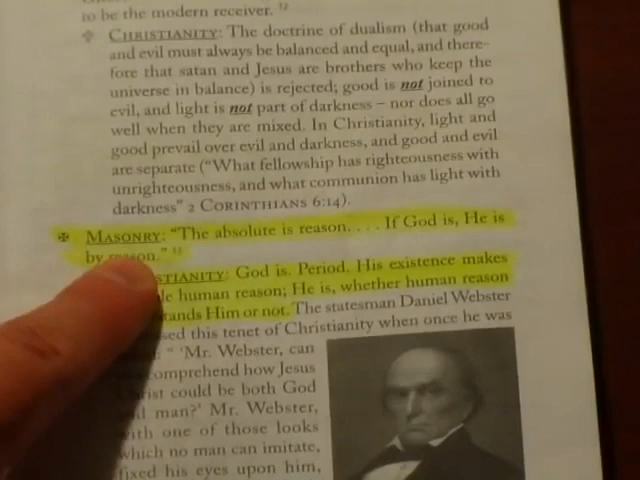 to be the modern receiver. 12
✠ CHRISTIANITY: The doctrine of dualism (that good
and evil must always be balanced and equal, and there-
fore that satan and Jesus are brothers who keep the
universe in balance) is rejected; good is not joined to
evil, and light is not part of darkness – nor does all go
well when they are mixed. In Christianity, light and
good prevail over evil and darkness, and good and evil
are separate (“What fellowship has righteousness with
unrighteousness, and what communion has light with
darkness” 2 CORINTHIANS 6:14).
✠ MASONRY: “The absolute is reason. . . . If God is, He is
by reason.” 13
STIANITY: God is. Period. His existence makes
human reason; He is, whether human reason
tands Him or not. The statesman Daniel Webster
sed this tenet of Christianity when once he was
: “ ‘Mr. Webster, can
comprehend how Jesus
rist could be both God
man?’ Mr. Webster,
with one of those looks
which no man can imitate,
fixed his eyes upon him,